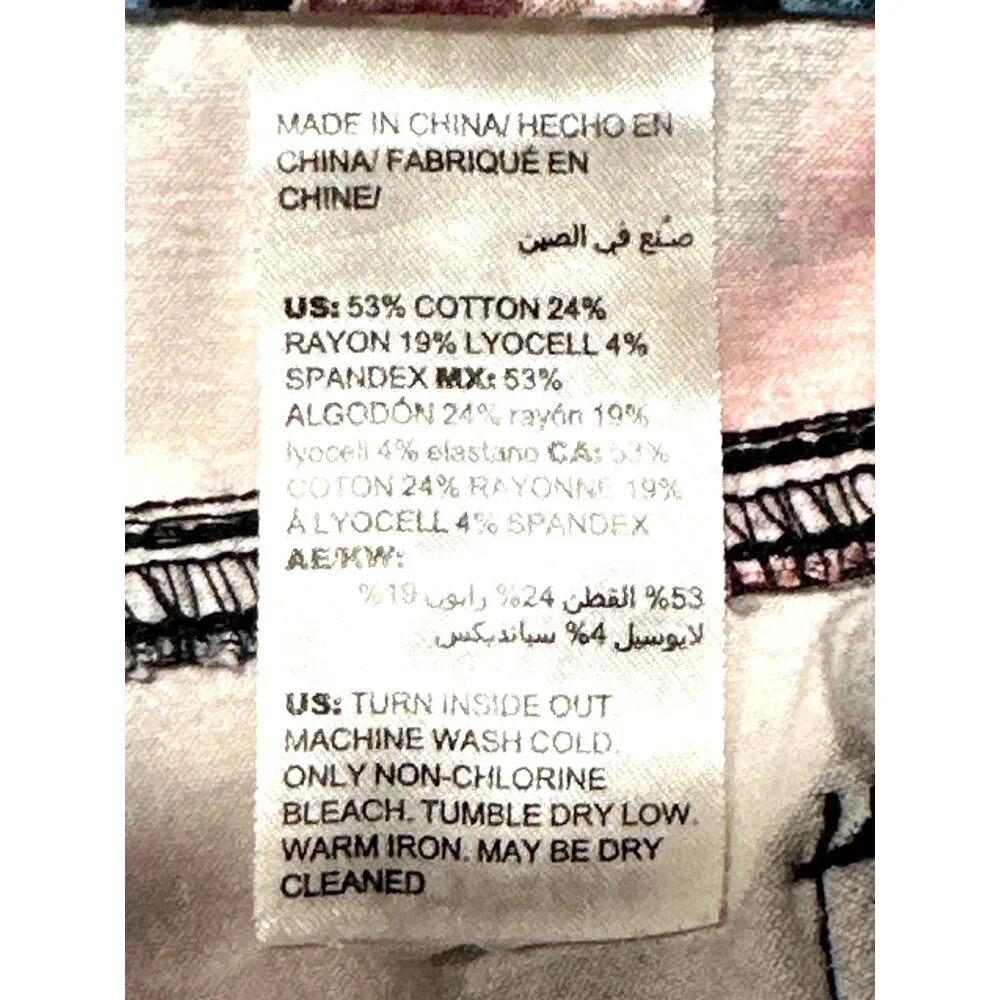 MADE IN CHINA/ HECHO EN
CHINA/ FABRIQUÉ EN
CHINE/
صنع في الصين
US: 53% COTTON 24%
RAYON 19% LYOCELL 4%
SPANDEX MX: 53%
ALGODÓN 24% rayón 19%
lyocell 4% elastano CA: 53%
COTON 24% RAYONNE 19%
À LYOCELL 4% SPANDEX
AE/KW:
53% القطن 24% رايون 19%
لايوسيل 4% سبانديكس
US: TURN INSIDE OUT.
MACHINE WASH COLD.
ONLY NON-CHLORINE
BLEACH. TUMBLE DRY LOW.
WARM IRON. MAY BE DRY
CLEANED